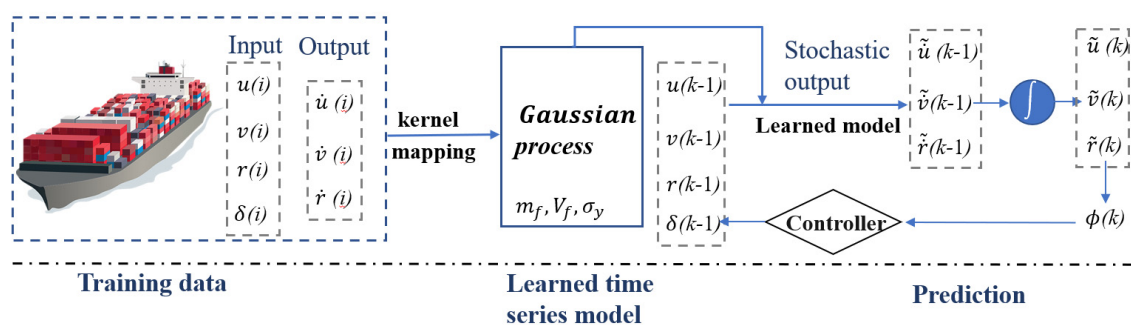 Input
Output
u(i)
v(i)
r(i)
δ(i)
u̇ (i)
v̇ (i)
ṙ (i)
kernel
mapping
Gaussian
process
m_f, V_f, σ_y
u(k-1)
v(k-1)
r(k-1)
δ(k-1)
Stochastic
output
Learned model
ũ̇ (k-1)
ṽ̇(k-1)
r̃̇(k-1)
∫
ũ (k)
ṽ(k)
r̃(k)
ϕ(k)
Controller
Training data
Learned time
series model
Prediction